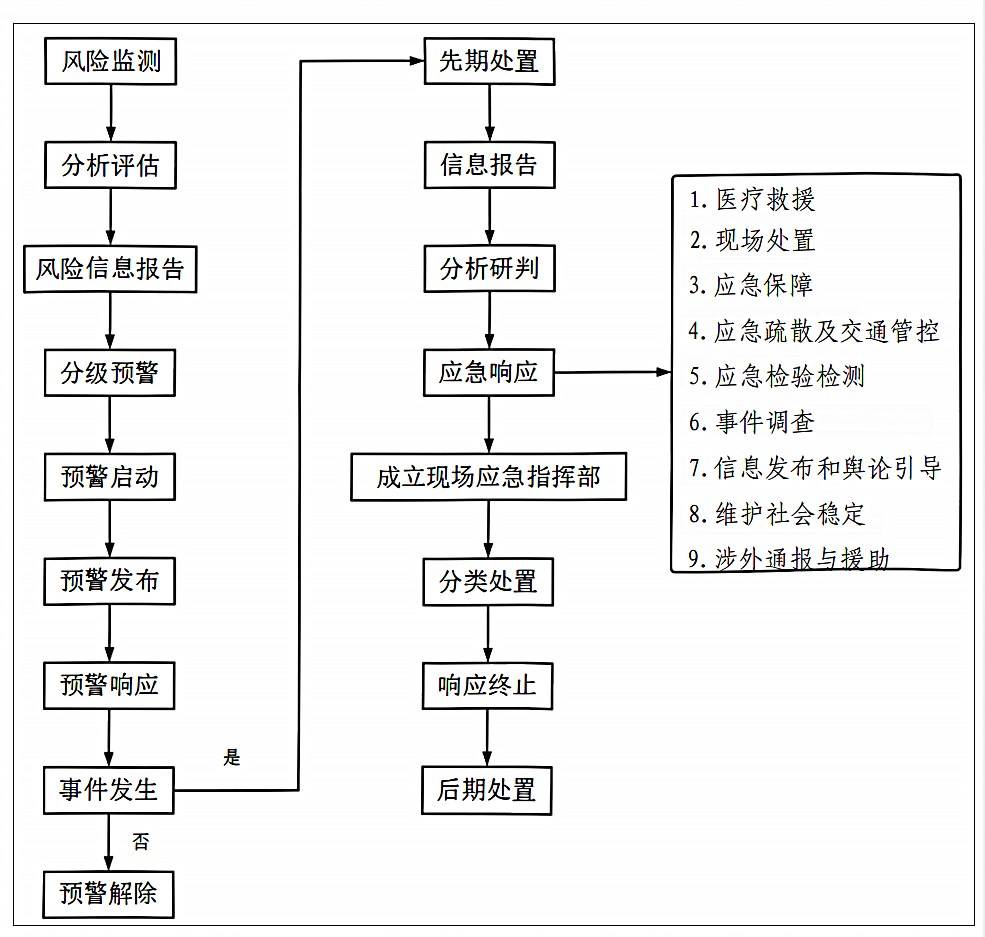 风险监测
分析评估
风险信息报告
分级预警
预警启动
预警发布
预警响应
事件发生
是
否
预警解除
先期处置
信息报告
分析研判
应急响应
成立现场应急指挥部
分类处置
响应终止
后期处置
1.医疗救援
2.现场处置
3.应急保障
4.应急疏散及交通管控
5.应急检验检测
6.事件调查
7.信息发布和舆论引导
8.维护社会稳定
9.涉外通报与援助